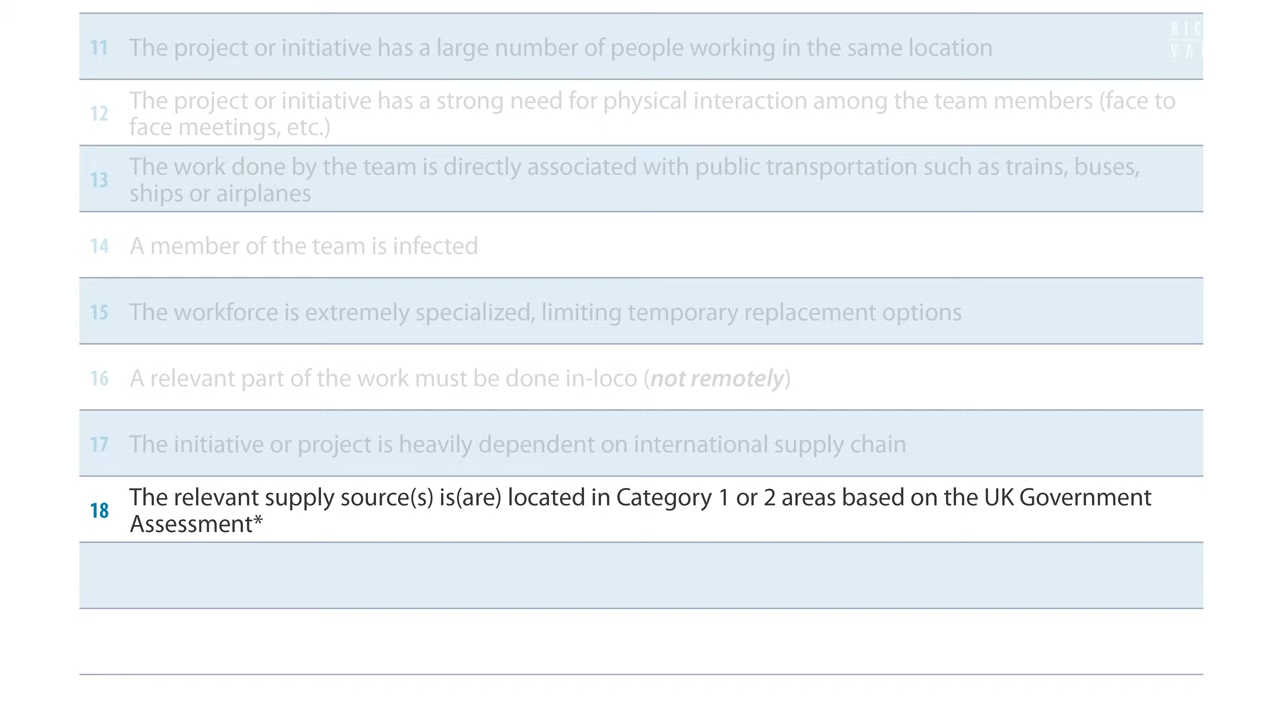 11 The project or initiative has a large number of people working in the same location
12 The project or initiative has a strong need for physical interaction among the team members (face to
face meetings, etc.)
13 The work done by the team is directly associated with public transportation such as trains, buses,
ships or airplanes
14 A member of the team is infected
15 The workforce is extremely specialized, limiting temporary replacement options
16 A relevant part of the work must be done in-loco (not remotely)
17 The initiative or project is heavily dependent on international supply chain
18 The relevant supply source(s) is(are) located in Category 1 or 2 areas based on the UK Government
Assessment*